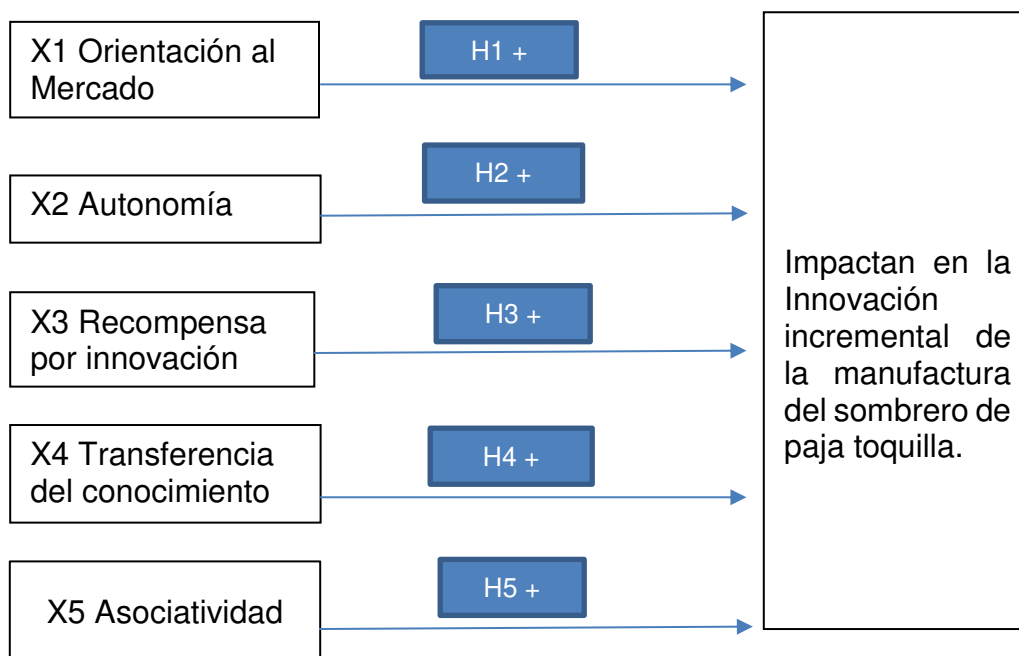 X1 Orientación al
Mercado
H1 +
X2 Autonomía
H2 +
X3 Recompensa
por innovación
H3 +
X4 Transferencia
del conocimiento
H4 +
X5 Asociatividad
H5 +
Impactan en la
Innovación
incremental de
la manufactura
del sombrero de
paja toquilla.